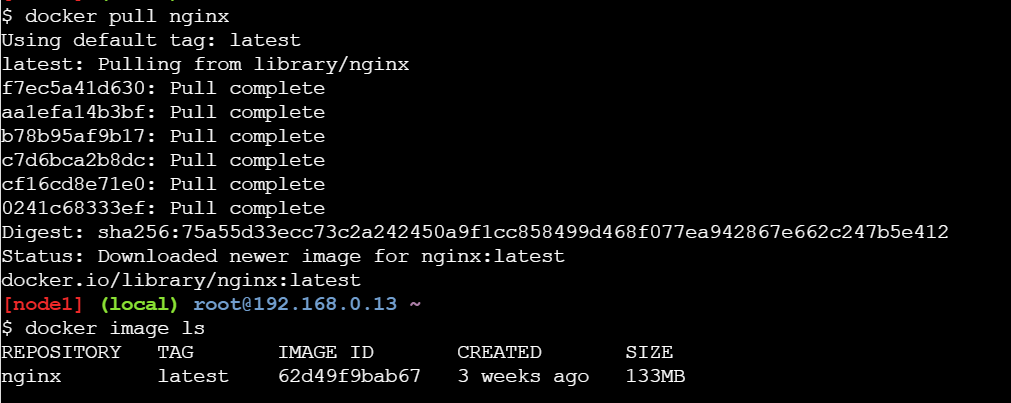 $ docker pull nginx
Using default tag: latest
latest: Pulling from library/nginx
f7ec5a41d630: Pull complete
aa1efa14b3bf: Pull complete
b78b95af9b17: Pull complete
c7d6bca2b8dc: Pull complete
cf16cd8e71e0: Pull complete
0241c68333ef: Pull complete
Digest: sha256:75a55d33ecc73c2a242450a9f1cc858499d468f077ea942867e662c247b5e412
Status: Downloaded newer image for nginx:latest
docker.io/library/nginx:latest
[node1] (local) root@192.168.0.13 ~
$ docker image ls
REPOSITORY TAG IMAGE ID CREATED SIZE
nginx latest 62d49f9bab67 3 weeks ago 133MB